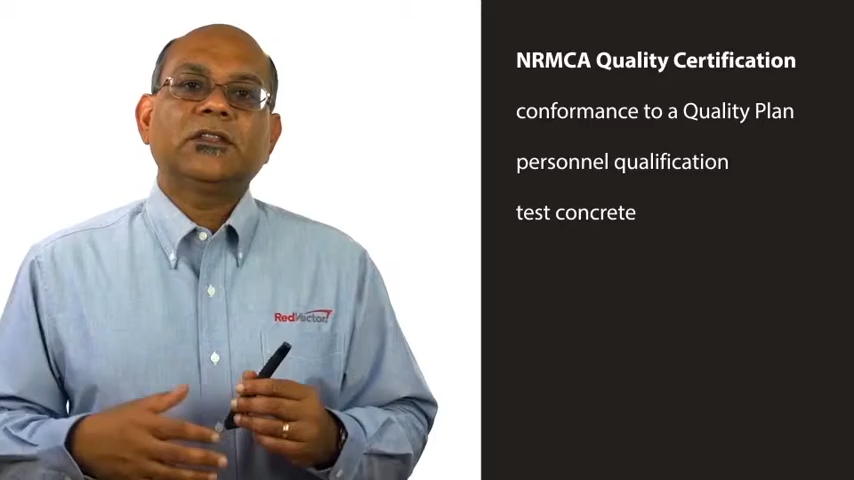 NRMCA Quality Certification
conformance to a Quality Plan
personnel qualification
test concrete
RedVector